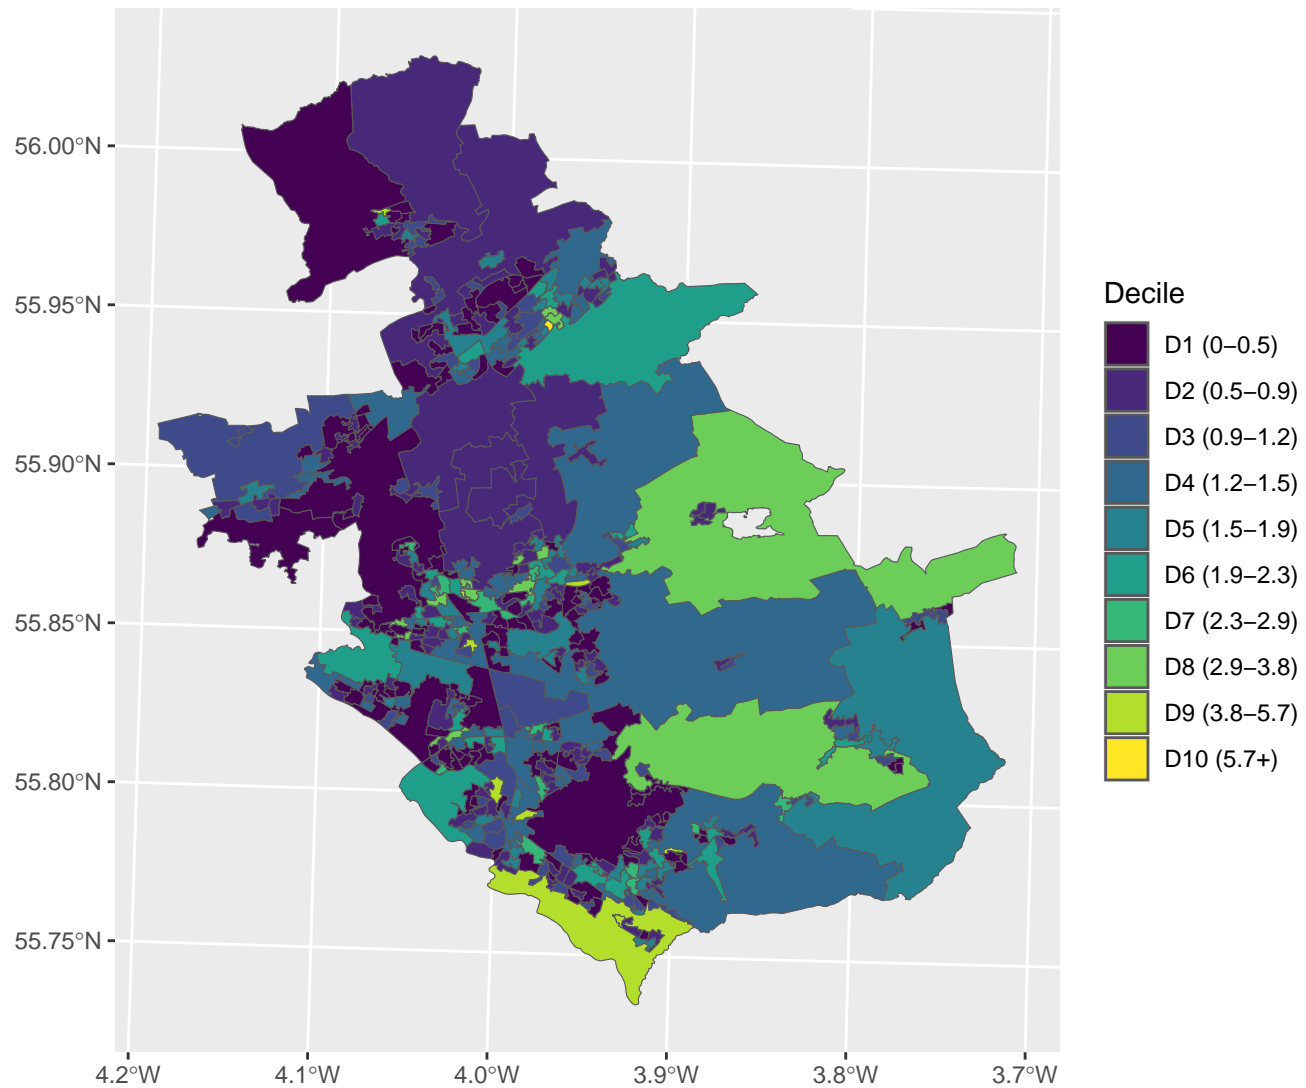 56.00°N
55.95°N
55.90°N
55.85°N
55.80°N
55.75°N
4.2°W
4.1°W
4.0°W
3.9°W
3.8°W
3.7°W
Decile
D1 (0–0.5)
D2 (0.5–0.9)
D3 (0.9–1.2)
D4 (1.2–1.5)
D5 (1.5–1.9)
D6 (1.9–2.3)
D7 (2.3–2.9)
D8 (2.9–3.8)
D9 (3.8–5.7)
D10 (5.7+)